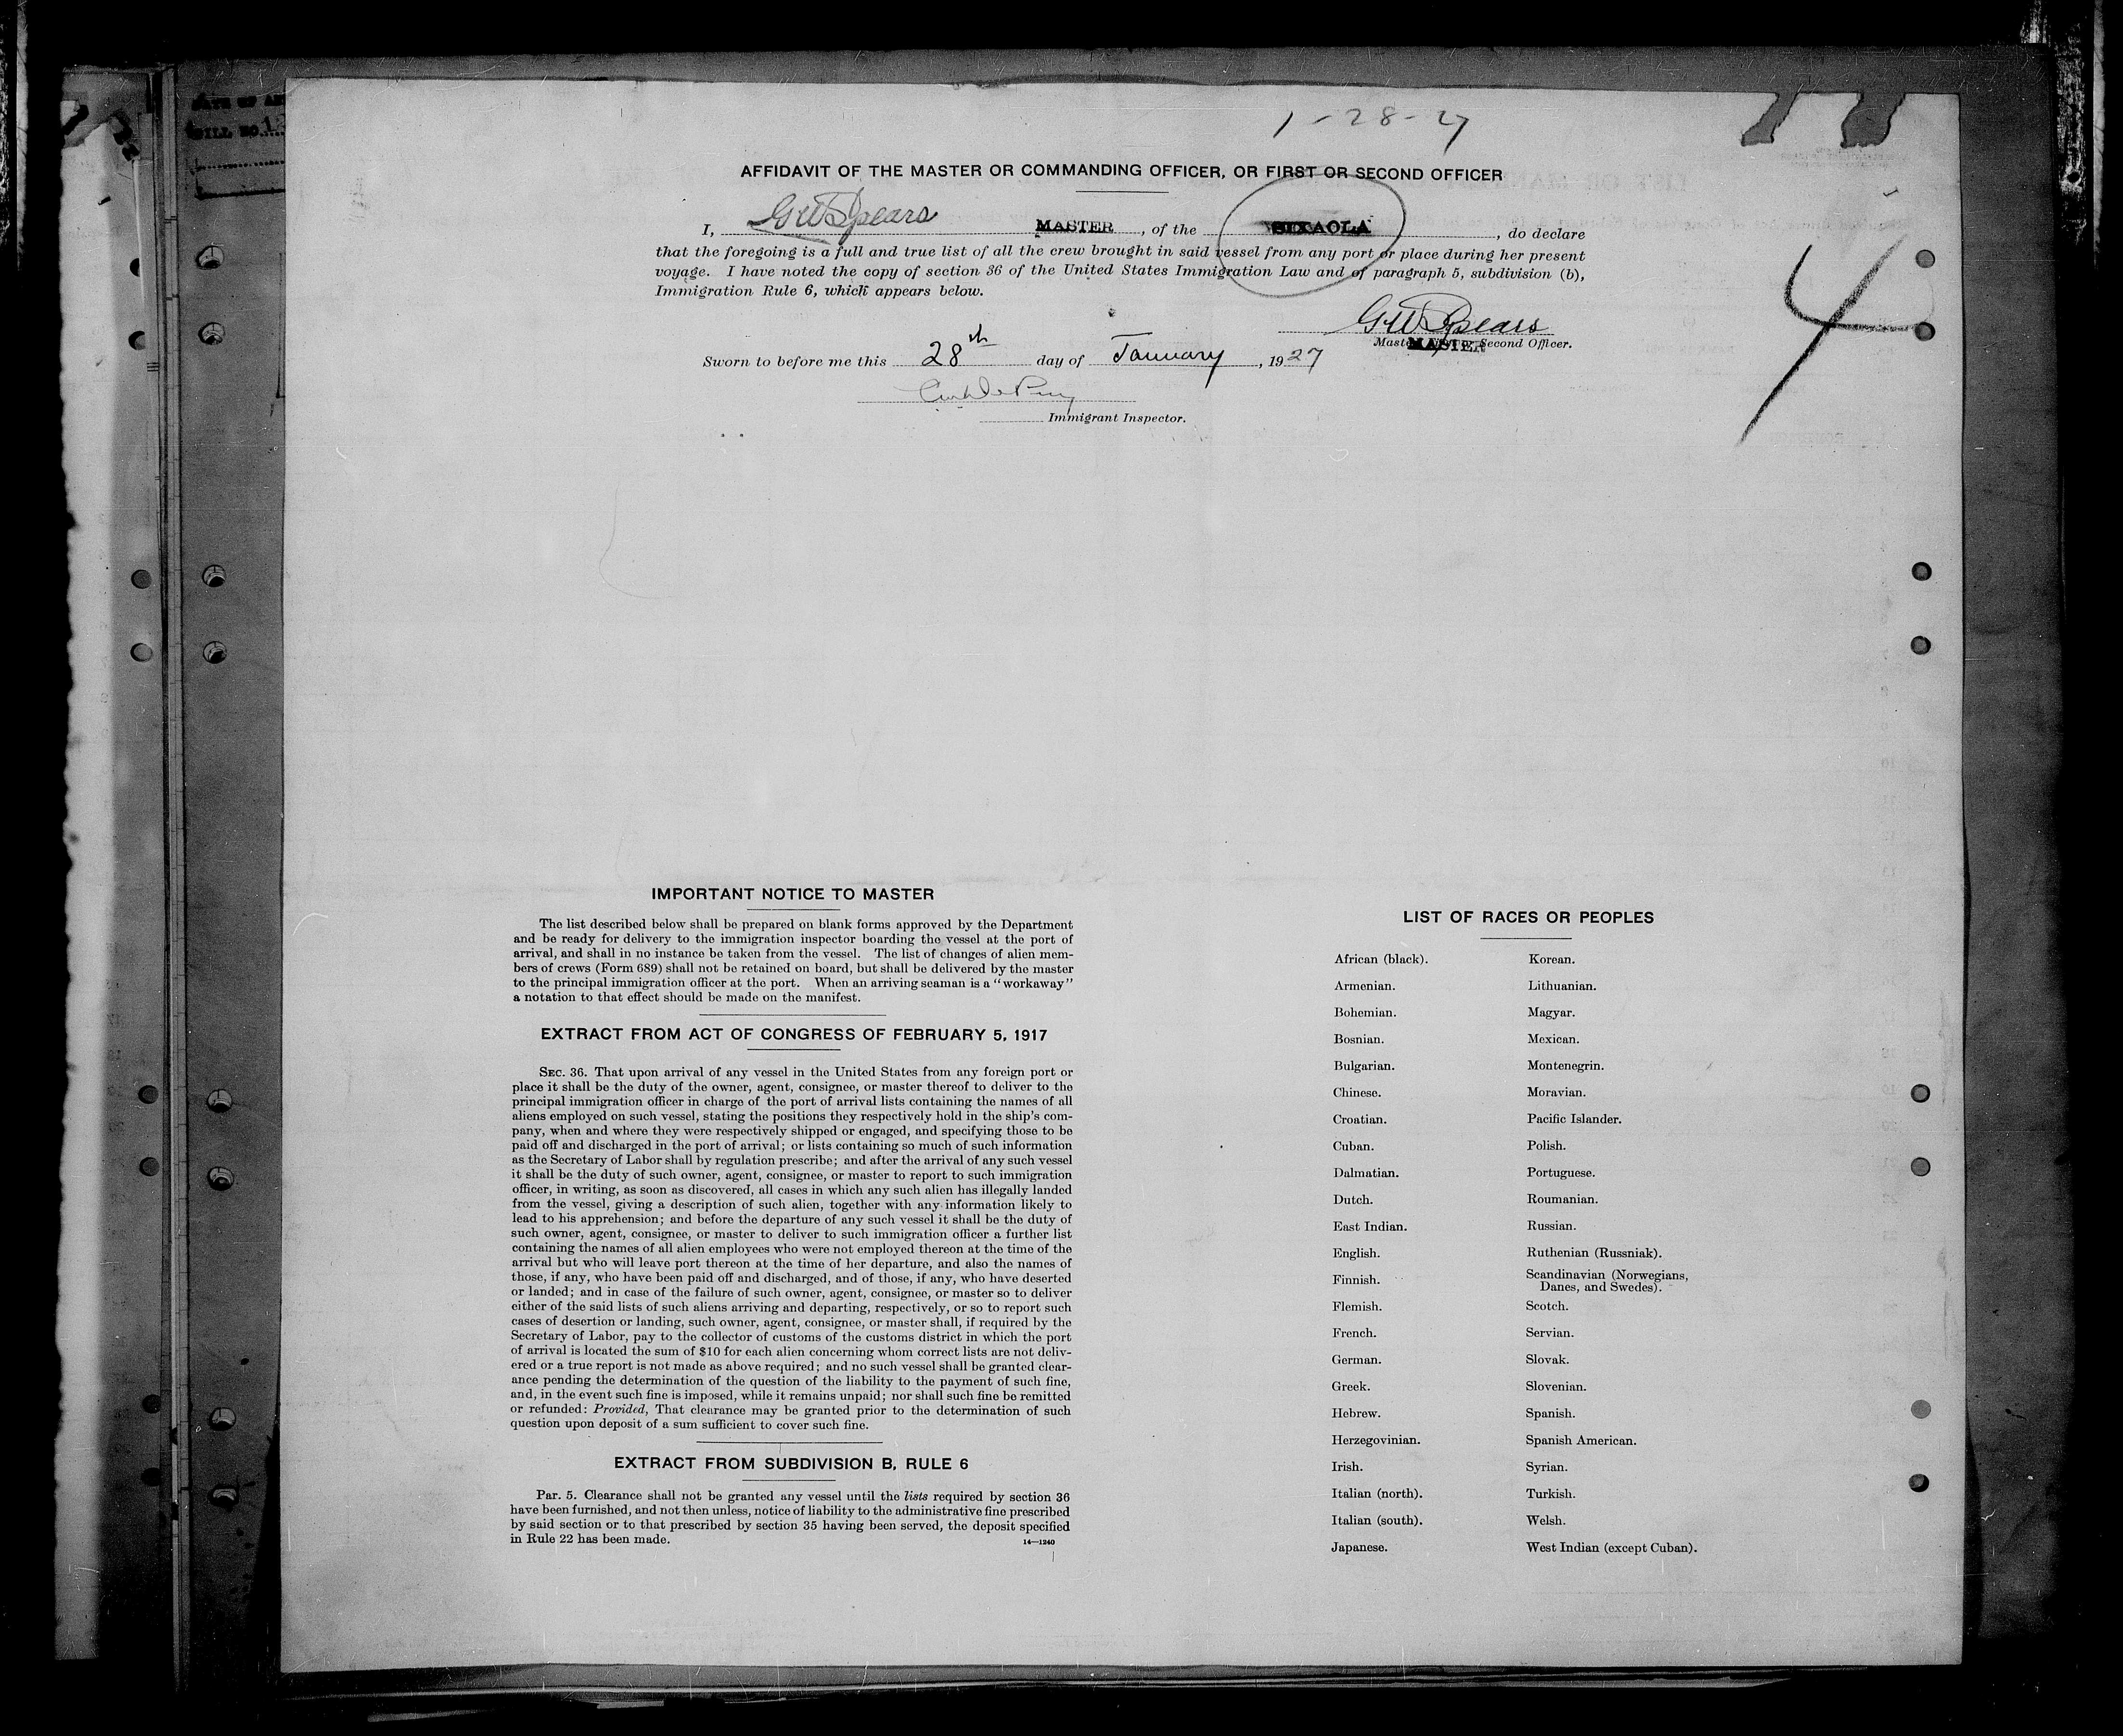 BILL NO.
1-28-27
AFFIDAVIT OF THE MASTER OR COMMANDING OFFICER, OR FIRST OR SECOND OFFICER
I, G W Spears MASTER, of the SIXAOLA, do declare
that the foregoing is a full and true list of all the crew brought in said vessel from any port or place during her present
voyage. I have noted the copy of section 36 of the United States Immigration Law and of paragraph 5, subdivision (b),
Immigration Rule 6, which appears below.
G W Spears
MASTER Second Officer.
Sworn to before me this 28th day of January, 1927
Immigrant Inspector.
4
IMPORTANT NOTICE TO MASTER
The list described below shall be prepared on blank forms approved by the Department
and be ready for delivery to the immigration inspector boarding the vessel at the port of
arrival, and shall in no instance be taken from the vessel. The list of changes of alien mem-
bers of crews (Form 689) shall not be retained on board, but shall be delivered by the master
to the principal immigration officer at the port. When an arriving seaman is a "workaway"
a notation to that effect should be made on the manifest.
EXTRACT FROM ACT OF CONGRESS OF FEBRUARY 5, 1917
SEC. 36. That upon arrival of any vessel in the United States from any foreign port or
place it shall be the duty of the owner, agent, consignee, or master thereof to deliver to the
principal immigration officer in charge of the port of arrival lists containing the names of all
aliens employed on such vessel, stating the positions they respectively hold in the ship's com-
pany, when and where they were respectively shipped or engaged, and specifying those to be
paid off and discharged in the port of arrival; or lists containing so much of such information
as the Secretary of Labor shall by regulation prescribe; and after the arrival of any such vessel
it shall be the duty of such owner, agent, consignee, or master to report to such immigration
officer, in writing, as soon as discovered, all cases in which any such alien has illegally landed
from the vessel, giving a description of such alien, together with any information likely to
lead to his apprehension; and before the departure of any such vessel it shall be the duty of
such owner, agent, consignee, or master to deliver to such immigration officer a further list
containing the names of all alien employees who were not employed thereon at the time of the
arrival but who will leave port thereon at the time of her departure, and also the names of
those, if any, who have been paid off and discharged, and of those, if any, who have deserted
or landed; and in case of the failure of such owner, agent, consignee, or master so to deliver
either of the said lists of such aliens arriving and departing, respectively, or so to report such
cases of desertion or landing, such owner, agent, consignee, or master shall, if required by the
Secretary of Labor, pay to the collector of customs of the customs district in which the port
of arrival is located the sum of $10 for each alien concerning whom correct lists are not deliv-
ered or a true report is not made as above required; and no such vessel shall be granted clear-
ance pending the determination of the question of the liability to the payment of such fine,
and, in the event such fine is imposed, while it remains unpaid; nor shall such fine be remitted
or refunded: Provided, That clearance may be granted prior to the determination of such
question upon deposit of a sum sufficient to cover such fine.
EXTRACT FROM SUBDIVISION B, RULE 6
Par. 5. Clearance shall not be granted any vessel until the lists required by section 36
have been furnished, and not then unless, notice of liability to the administrative fine prescribed
by said section or to that prescribed by section 35 having been served, the deposit specified
in Rule 22 has been made.
14—1240
LIST OF RACES OR PEOPLES
African (black). Korean.
Armenian. Lithuanian.
Bohemian. Magyar.
Bosnian. Mexican.
Bulgarian. Montenegrin.
Chinese. Moravian.
Croatian. Pacific Islander.
Cuban. Polish.
Dalmatian. Portuguese.
Dutch. Roumanian.
East Indian. Russian.
English. Ruthenian (Russniak).
Finnish. Scandinavian (Norwegians,
Danes, and Swedes).
Flemish. Scotch.
French. Servian.
German. Slovak.
Greek. Slovenian.
Hebrew. Spanish.
Herzegovinian. Spanish American.
Irish. Syrian.
Italian (north). Turkish.
Italian (south). Welsh.
Japanese. West Indian (except Cuban).